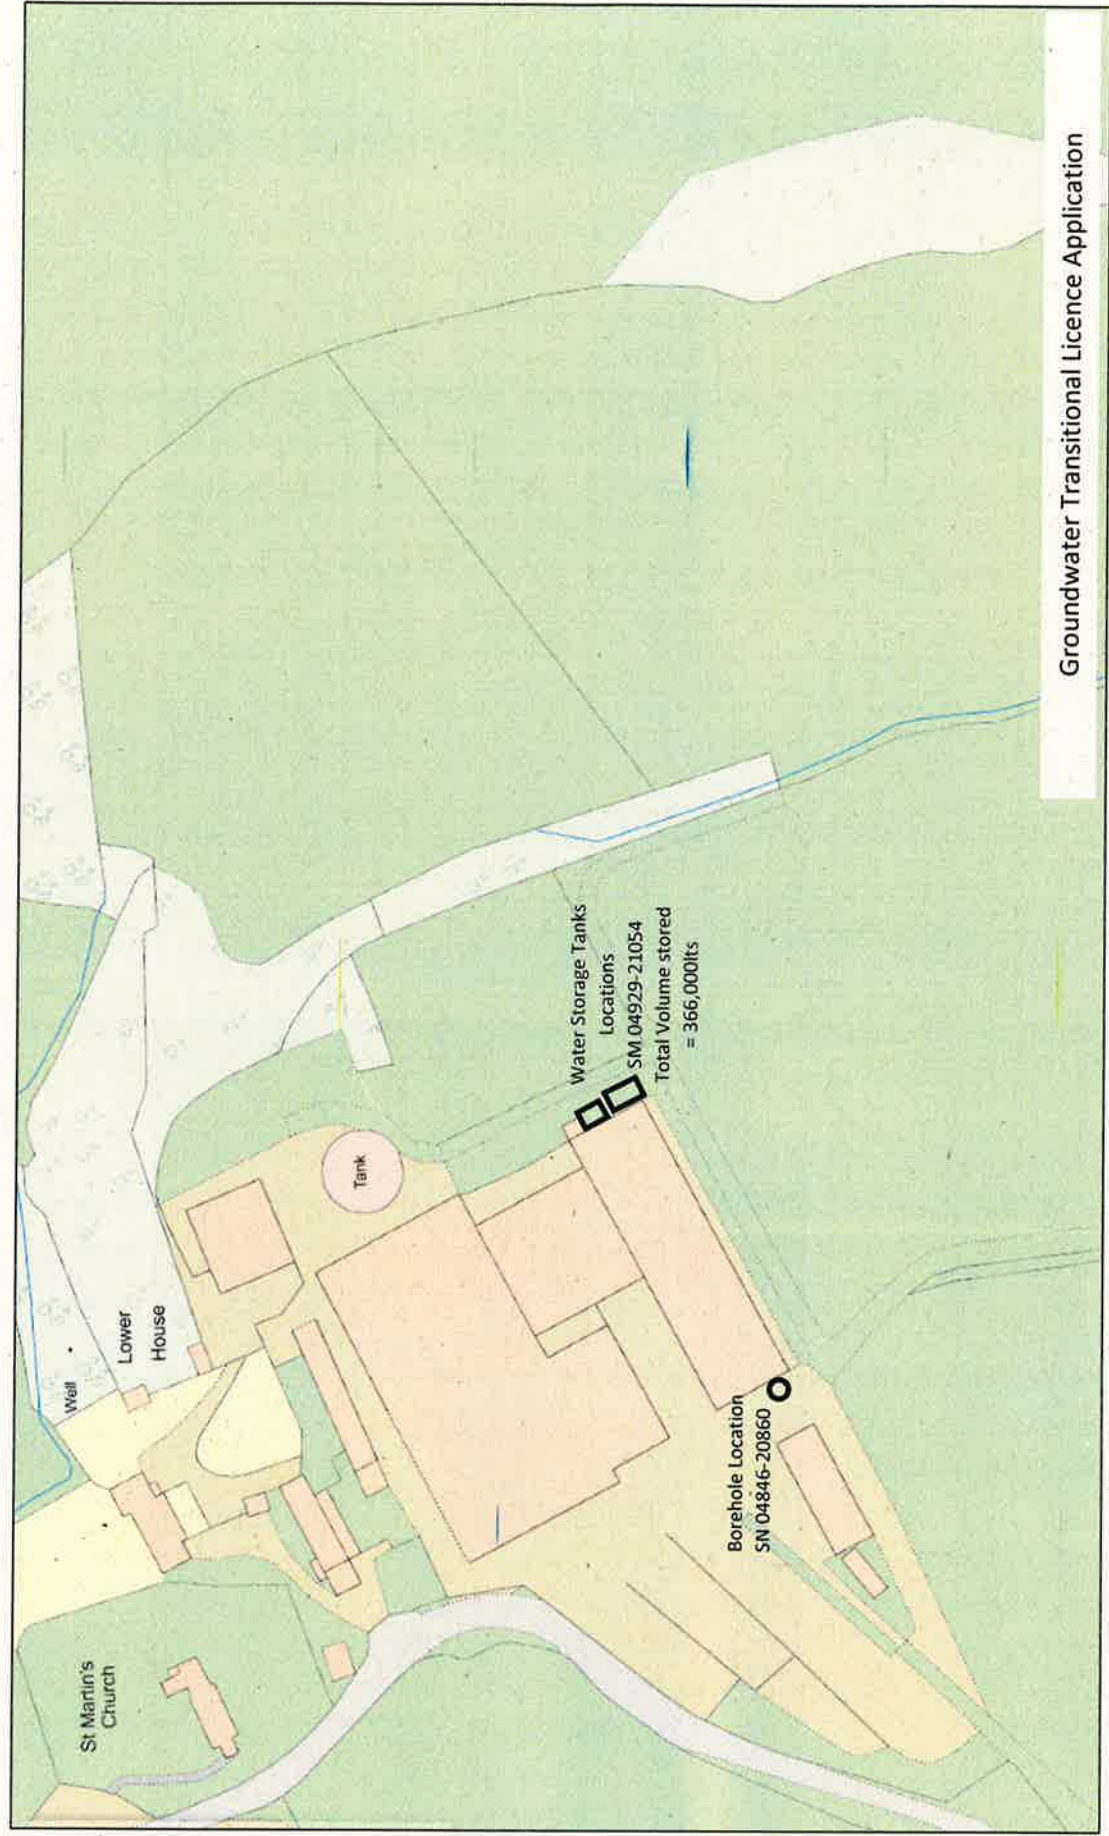 St Martin's
Church
Well
Lower
House
Tank
Water Storage Tanks
Locations
SM 04929-21054
Total Volume stored
= 366,000lts
Borehole Location
SN 04846-20860
Groundwater Transitional Licence Application